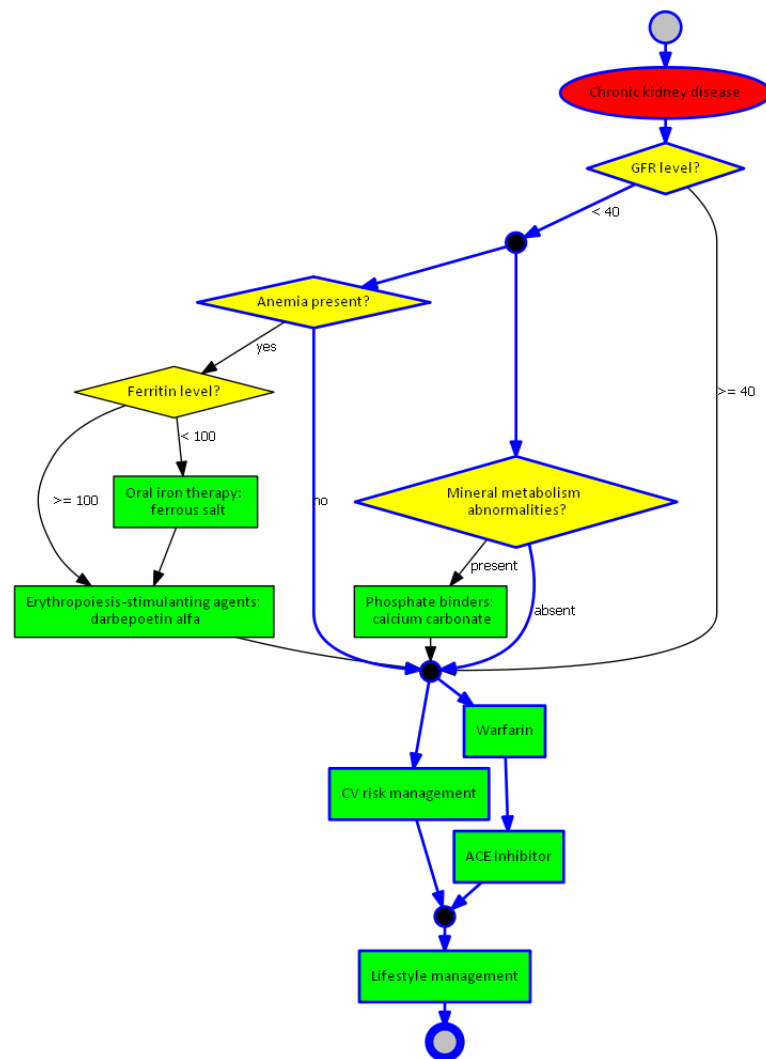 Chronic kidney disease
GFR level?
< 40
Anemia present?
yes
>= 40
Ferritin level?
< 100
Oral iron therapy:
ferrous salt
>= 100
no
Mineral metabolism
abnormalities?
present
absent
Erythropoiesis-stimulanting agents:
darbepoetin alfa
Phosphate binders:
calcium carbonate
Warfarin
CV risk management
ACE inhibitor
Lifestyle management